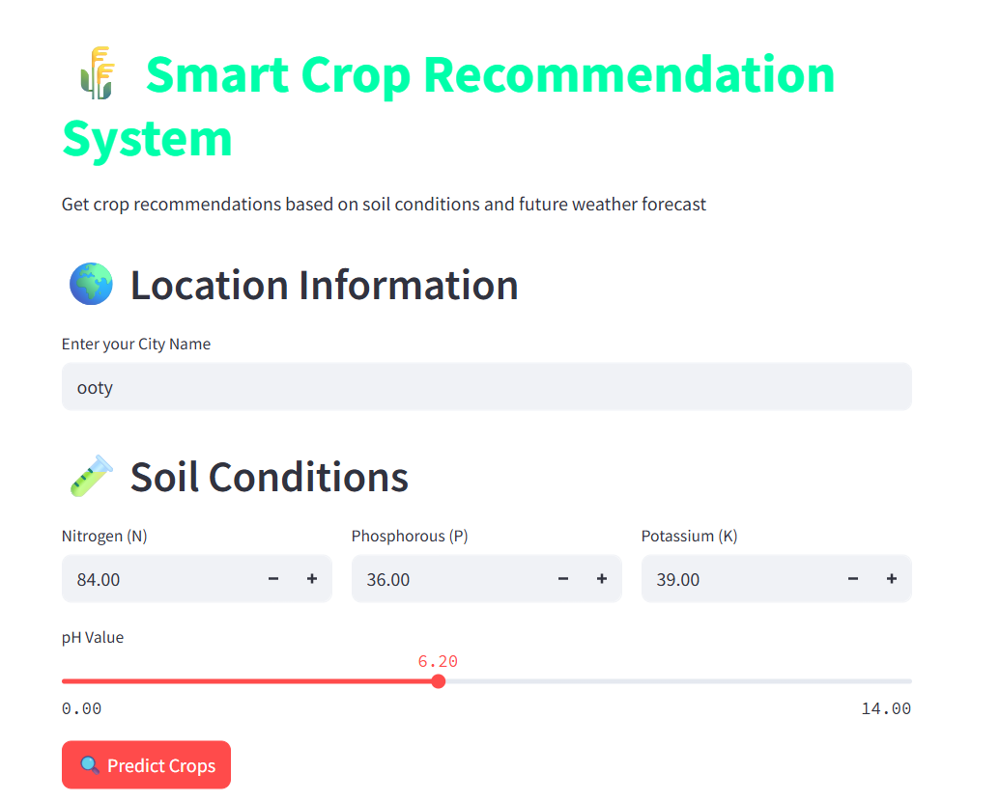 Smart Crop Recommendation
System
Get crop recommendations based on soil conditions and future weather forecast
Location Information
Enter your City Name
ooty
Soil Conditions
Nitrogen (N) Phosphorous (P) Potassium (K)
84.00 − + 36.00 − + 39.00 − +
pH Value
6.20
0.00 14.00
Predict Crops